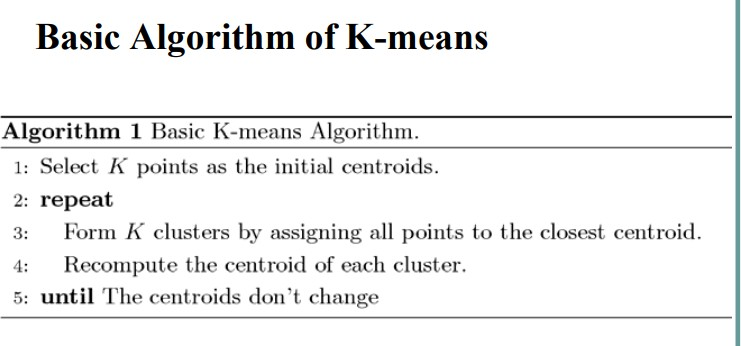 Basic Algorithm of K-means
Algorithm 1 Basic K-means Algorithm.
1: Select K points as the initial centroids.
2: repeat
3: Form K clusters by assigning all points to the closest centroid.
4: Recompute the centroid of each cluster.
5: until The centroids don't change